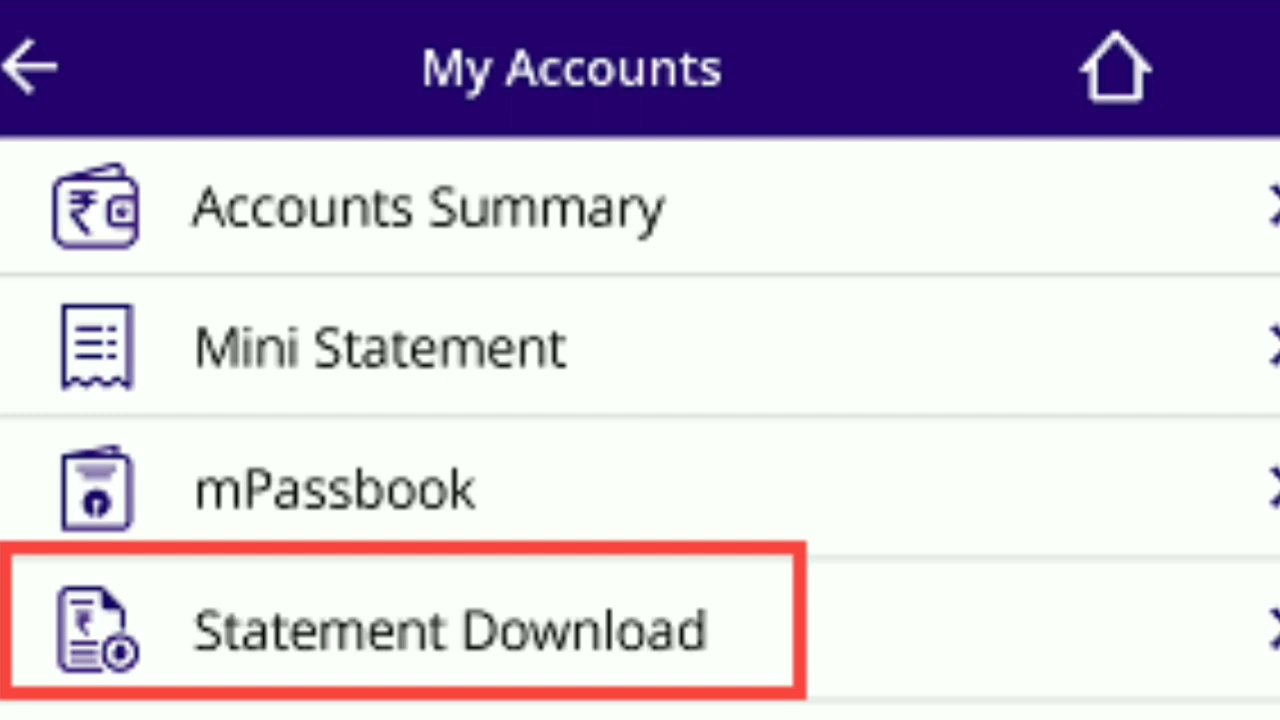 My Accounts
Accounts Summary
Mini Statement
mPassbook
Statement Download